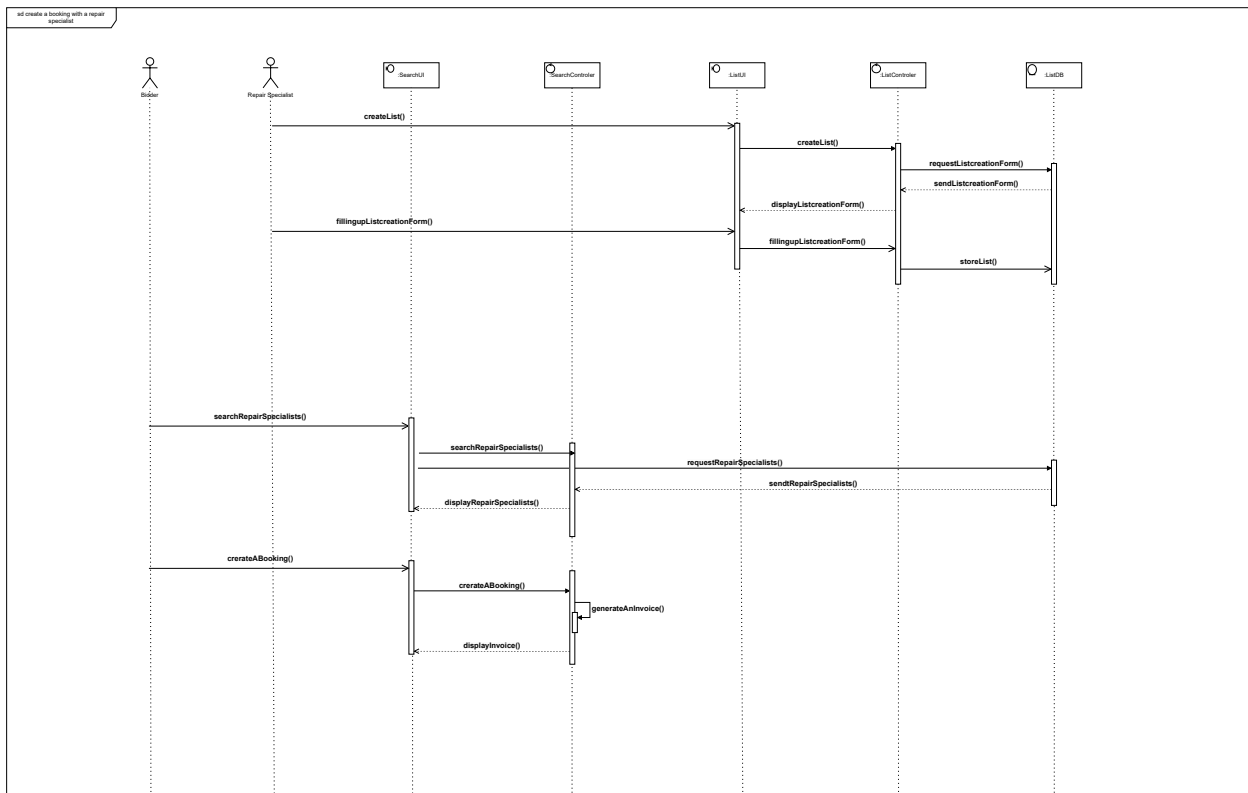 sd create a booking with a repair
specialist
Bidder
Repair Specialist
:SearchUI
:SearchControler
:ListUI
:ListControler
:ListDB
createList()
createList()
requestListcreationForm()
sendListcreationForm()
displayListcreationForm()
fillingupListcreationForm()
fillingupListcreationForm()
storeList()
searchRepairSpecialists()
searchRepairSpecialists()
requestRepairSpecialists()
sendtRepairSpecialists()
displayRepairSpecialists()
crerateABooking()
crerateABooking()
generateAnInvoice()
displayInvoice()